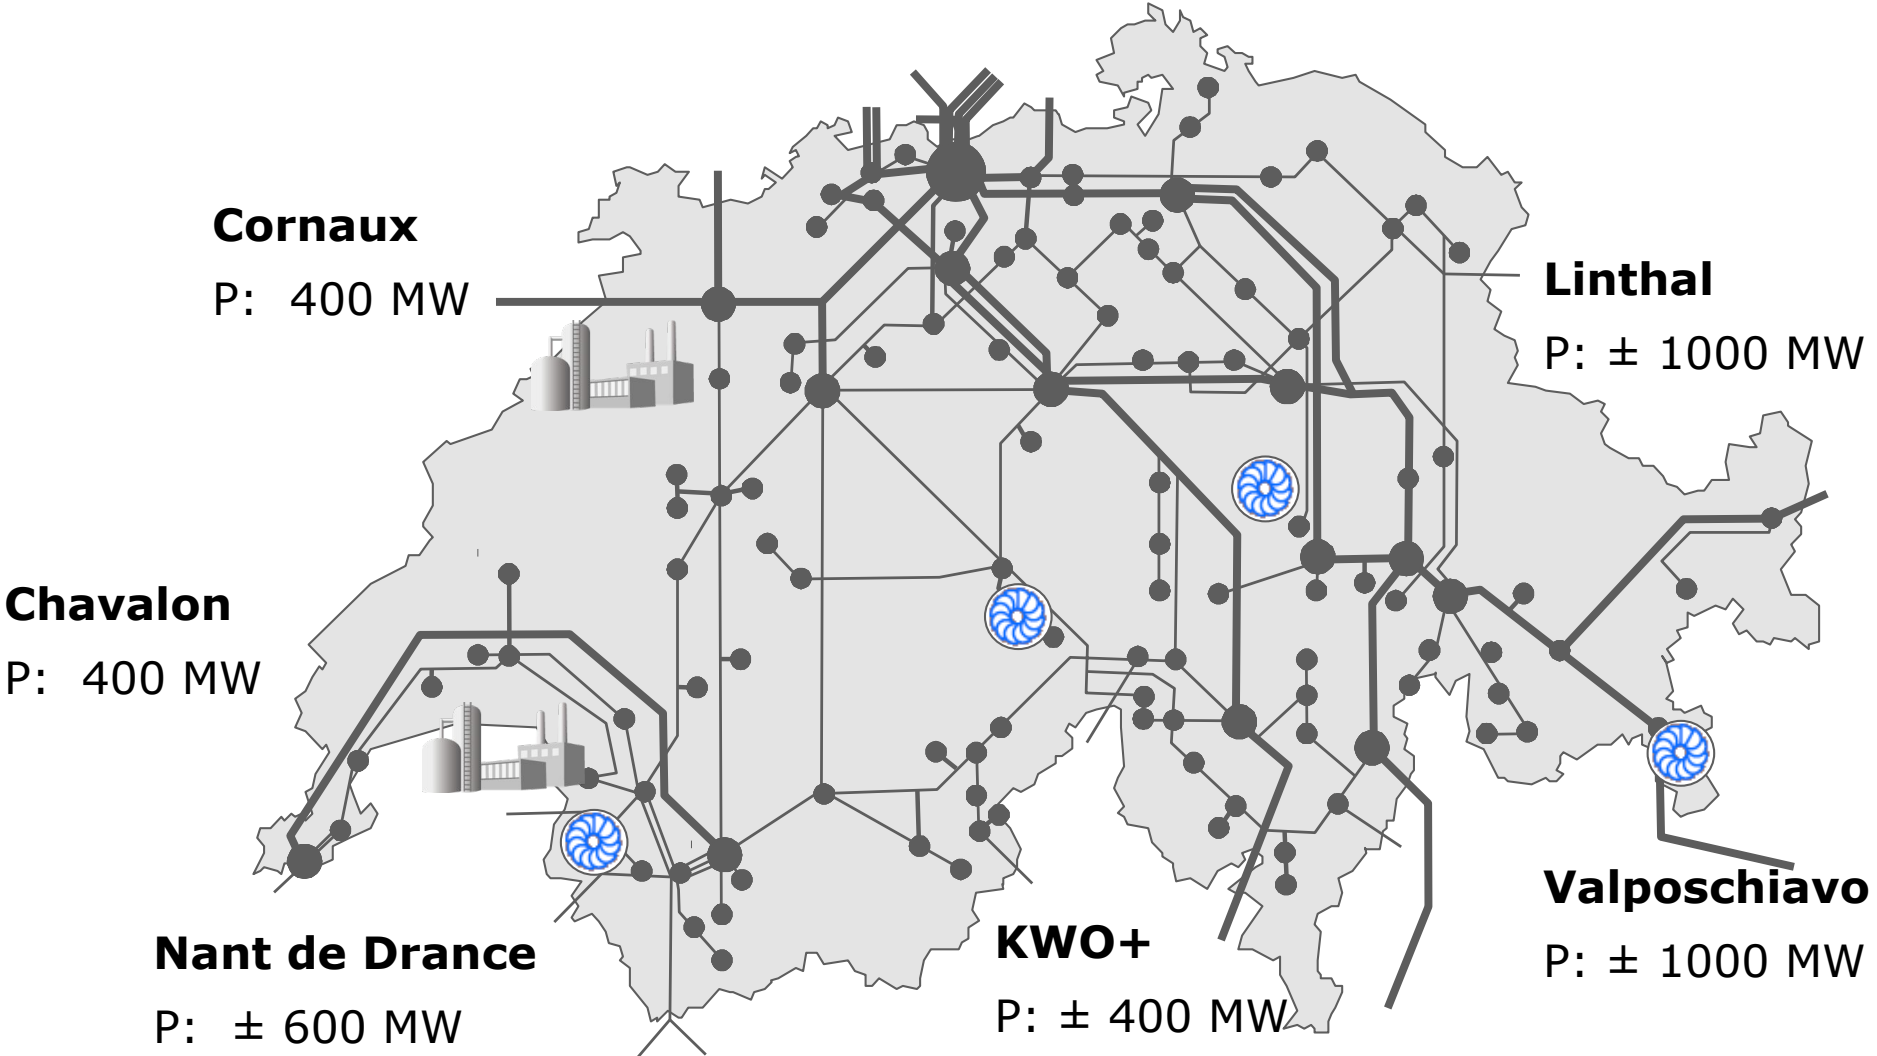 Cornaux
P: 400 MW
Linthal
P: ± 1000 MW
Chavalon
P: 400 MW
Valposchiavo
P: ± 1000 MW
Nant de Drance
P: ± 600 MW
KWO+
P: ± 400 MW